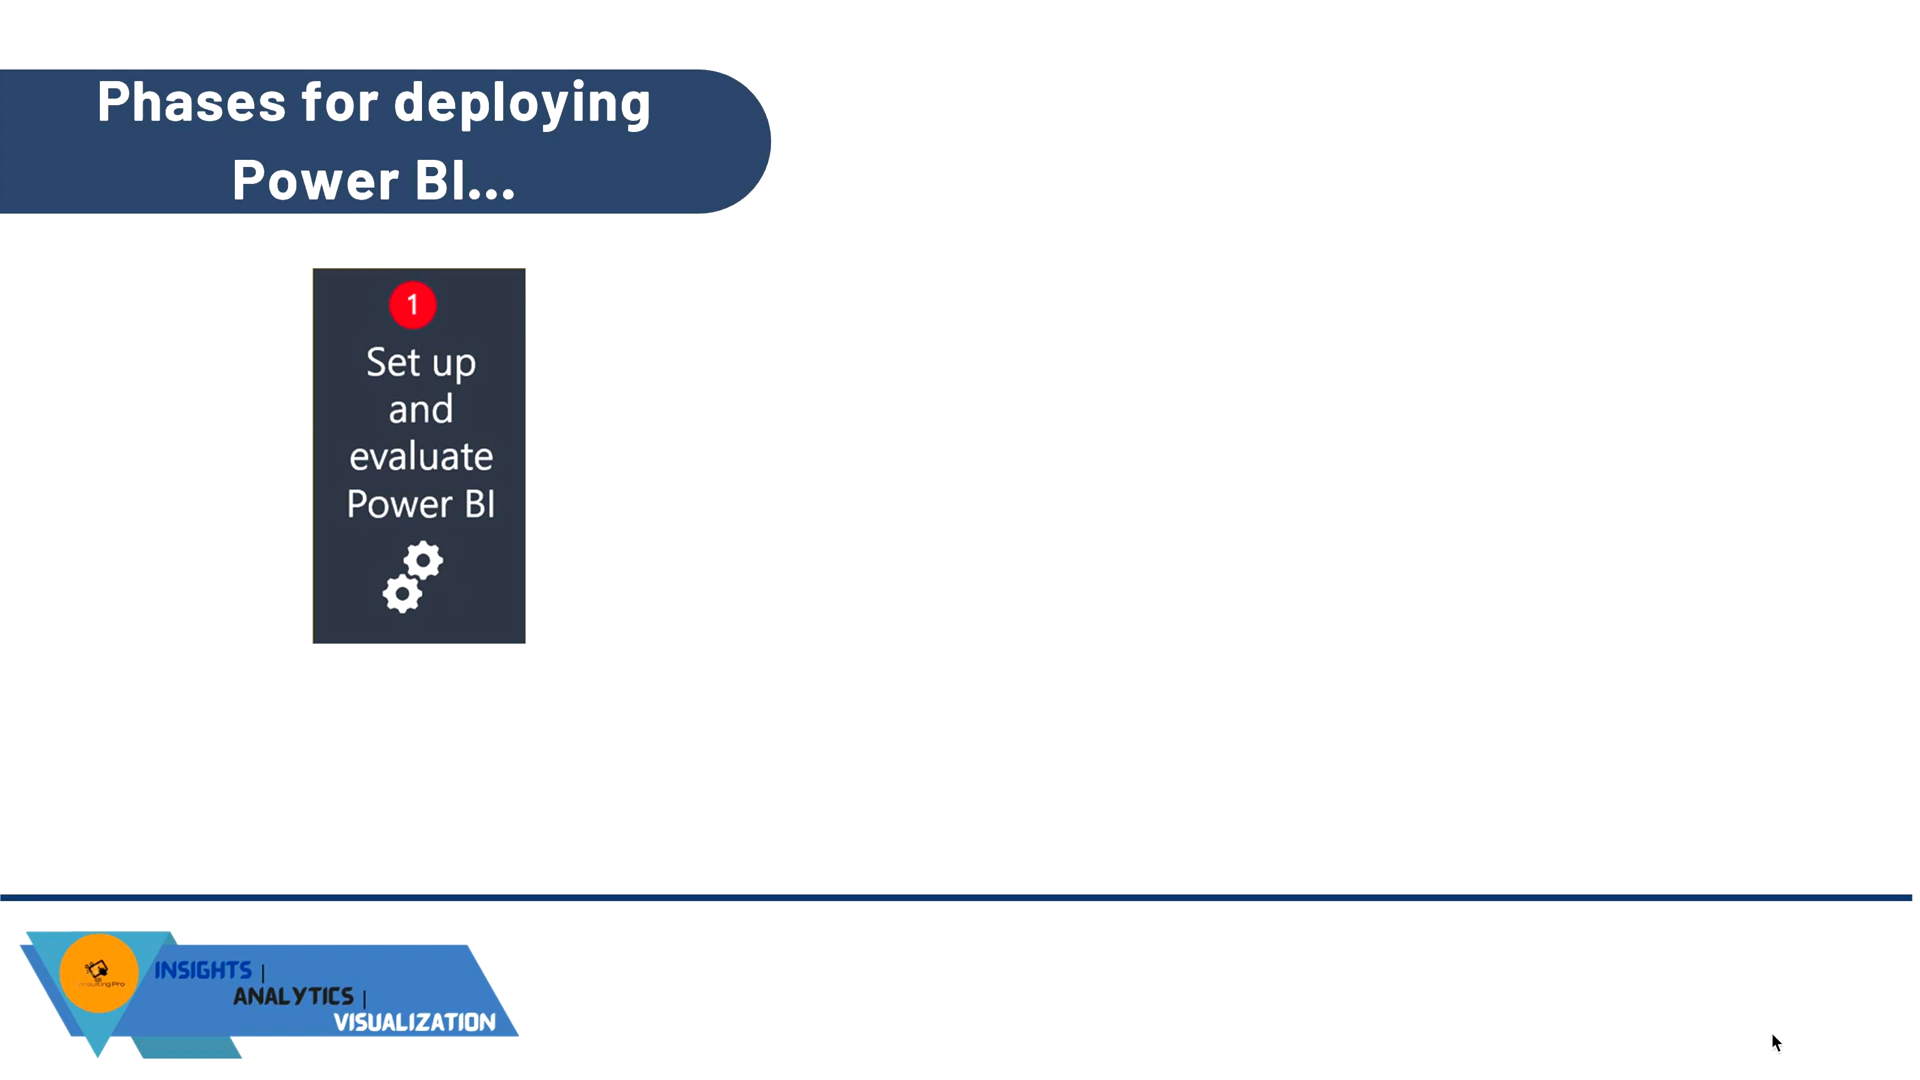 Phases for deploying
Power BI...
1
Set up
and
evaluate
Power BI
INSIGHTS |
ANALYTICS |
VISUALIZATION